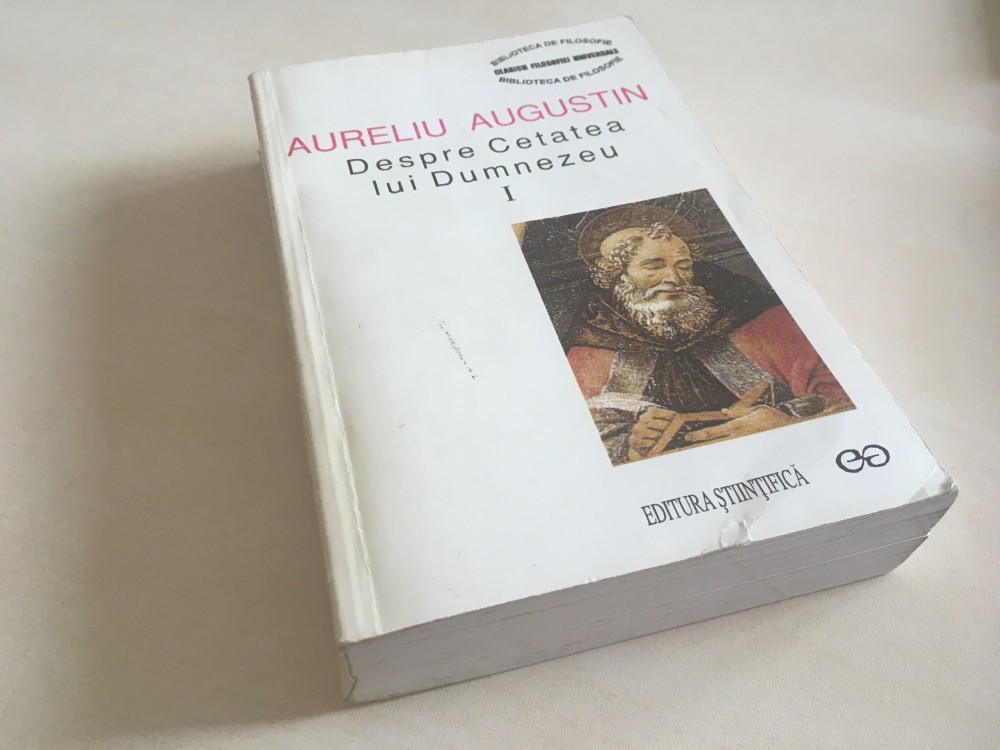 BIBLIOTECA DE FILOSOFIE
CLASICII FILOSOFIEI UNIVERSALE
BIBLIOTECA DE FILOSOFIE
AURELIU AUGUSTIN
Despre Cetatea
lui Dumnezeu
I
EDITURA ŞTIINŢIFICĂ